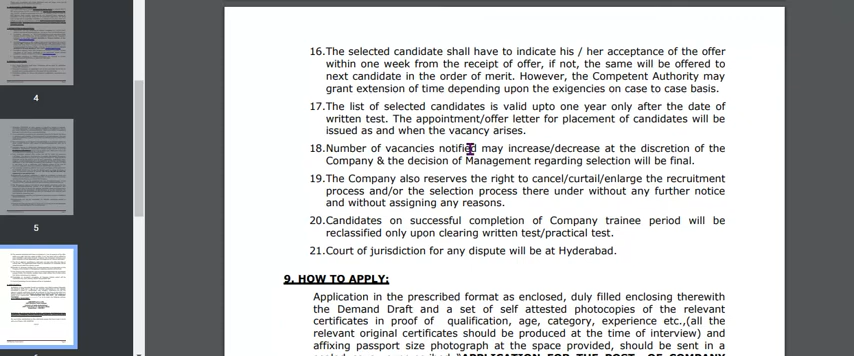 16.The selected candidate shall have to indicate his / her acceptance of the offer
within one week from the receipt of offer, if not, the same will be offered to
next candidate in the order of merit. However, the Competent Authority may
grant extension of time depending upon the exigencies on case to case basis.
17.The list of selected candidates is valid upto one year only after the date of
written test. The appointment/offer letter for placement of candidates will be
issued as and when the vacancy arises.
18.Number of vacancies notified may increase/decrease at the discretion of the
Company & the decision of Management regarding selection will be final.
19.The Company also reserves the right to cancel/curtail/enlarge the recruitment
process and/or the selection process there under without any further notice
and without assigning any reasons.
20.Candidates on successful completion of Company trainee period will be
reclassified only upon clearing written test/practical test.
21.Court of jurisdiction for any dispute will be at Hyderabad.
9. HOW TO APPLY:
Application in the prescribed format as enclosed, duly filled enclosing therewith
the Demand Draft and a set of self attested photocopies of the relevant
certificates in proof of qualification, age, category, experience etc.,(all the
relevant original certificates should be produced at the time of interview) and
affixing passport size photograph at the space provided, should be sent in a
"APPLICATION FOR THE POST OF COMPANY
4
5